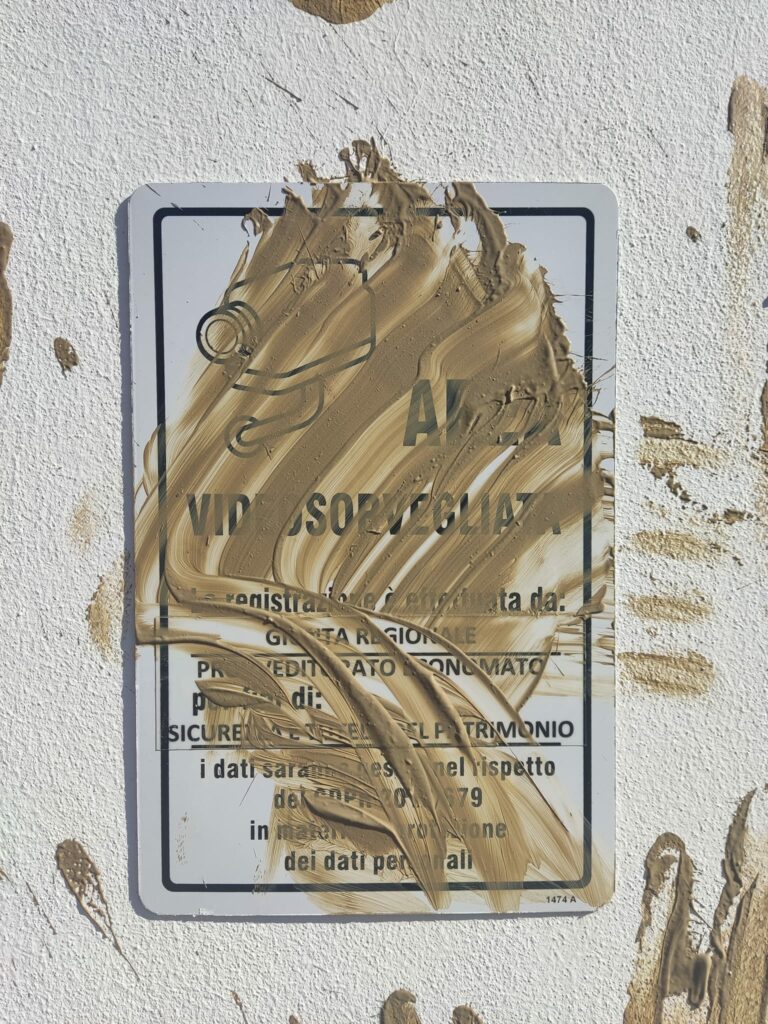 AREA
VIDEOSORVEGLIATA
La registrazione è effettuata da:
GIUNTA REGIONALE
PROVVEDITORATO ECONOMATO
per fini di:
SICUREZZA E TUTELA DEL PATRIMONIO
i dati saranno gestiti nel rispetto
del GDPR 2016/679
in materia di protezione
dei dati personali
1474 A